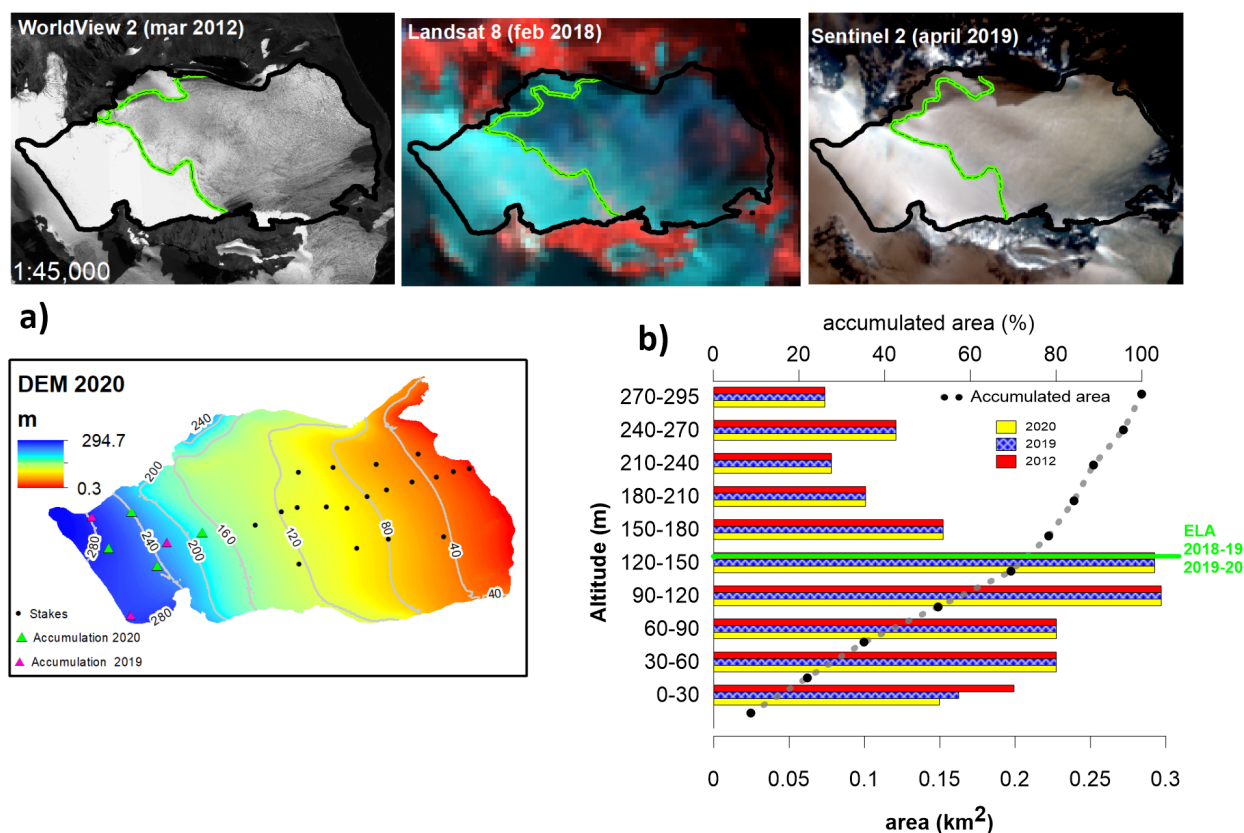 WorldView 2 (mar 2012)
Landsat 8 (feb 2018)
Sentinel 2 (april 2019)
1:45,000
a)
DEM 2020
m
294.7
0.3
240
200
280
240
200
160
120
80
40
280
40
Stakes
Accumulation 2020
Accumulation 2019
b)
accumulated area (%)
0 20 40 60 80 100
Altitude (m)
270-295
240-270
210-240
180-210
150-180
120-150
90-120
60-90
30-60
0-30
Accumulated area
2020
2019
2012
ELA
2018-19
2019-20
0 0.05 0.1 0.15 0.2 0.25 0.3
area (km²)